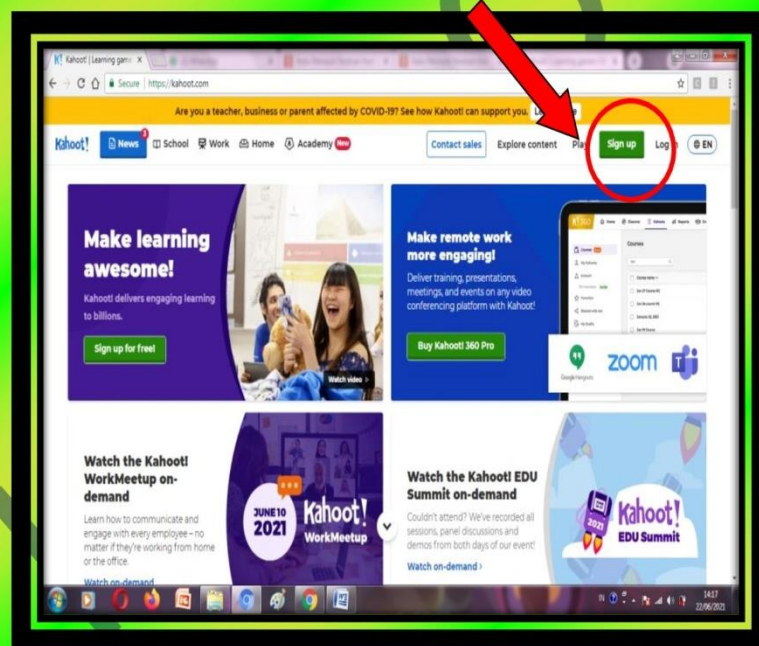 Kahoot! | Learning game
Secure https://kahoot.com
Are you a teacher, business or parent affected by COVID-19? See how Kahoot! can support you.
Kahoot! News 3 School Work Home Academy New Contact sales Explore content Play Sign up Log EN
Make learning
awesome!
Kahoot! delivers engaging learning
to billions.
Sign up for free!
Watch video >
Make remote work
more engaging!
Deliver training, presentations,
meetings, and events on any video
conferencing platform with Kahoot!
Buy Kahoot! 360 Pro
Courses
Google Hangouts
zoom
Watch the Kahoot!
WorkMeetup on-
demand
Learn how to communicate and
engage with every employee – no
matter if they're working from home
or the office.
Watch on-demand
JUNE 10
2021
Kahoot!
WorkMeetup
Watch the Kahoot! EDU
Summit on-demand
Couldn't attend? We've recorded all
sessions, panel discussions and
demos from both days of our event!
Watch on-demand >
2021
Kahoot!
EDU Summit
IN
14:17
22/06/2021